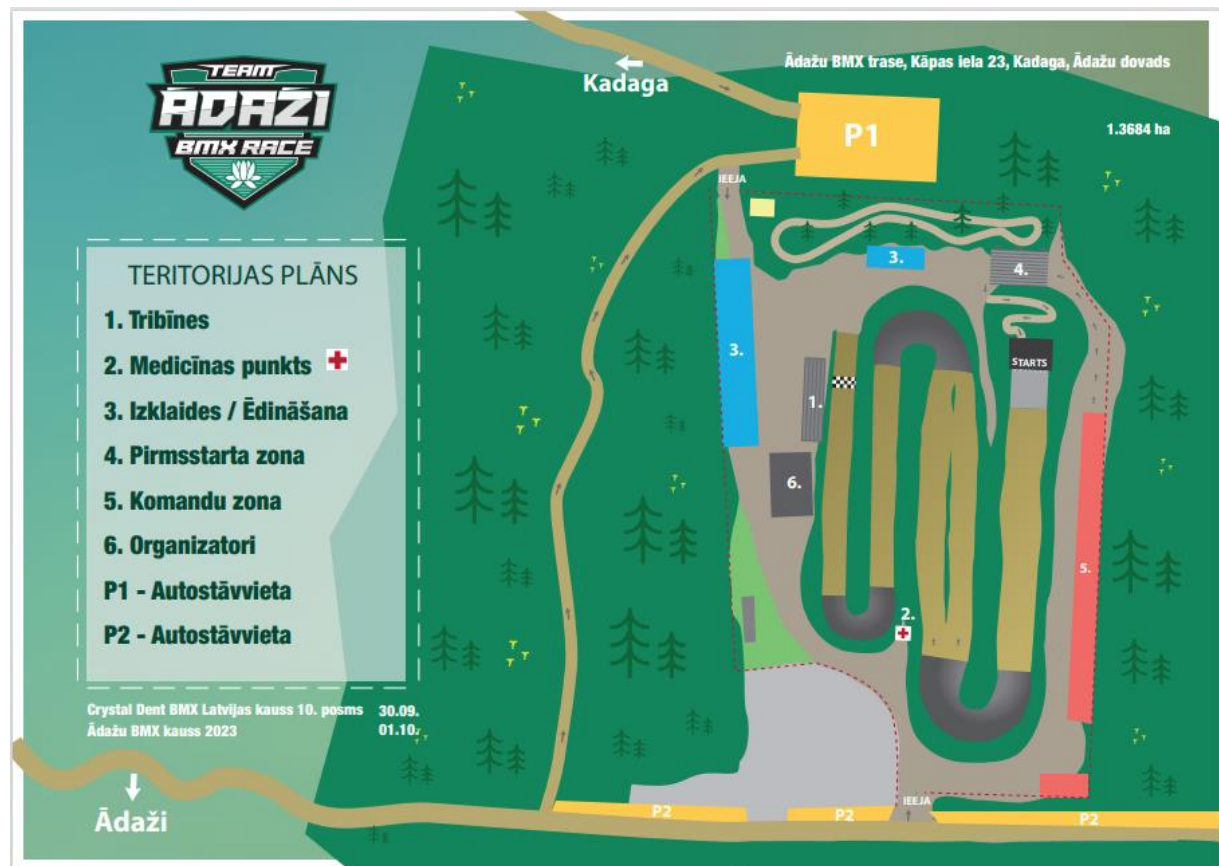 TEAM
ĀDAŽI
BMX RACE
Kadaga
Ādažu BMX trase, Kāpas iela 23, Kadaga, Ādažu dovads
1.3684 ha
P1
IEEJA
3.
4.
STARTS
3.
1.
6.
5.
2.
TERITORIJAS PLĀNS
1. Tribīnes
2. Medicīnas punkts
3. Izklaides / Ēdināšana
4. Pirmsstarta zona
5. Komandu zona
6. Organizatori
P1 - Autostāvvieta
P2 - Autostāvvieta
Crystal Dent BMX Latvijas kauss 10. posms 30.09.
Ādažu BMX kauss 2023 01.10.
Ādaži
IEEJA
P2
P2
P2